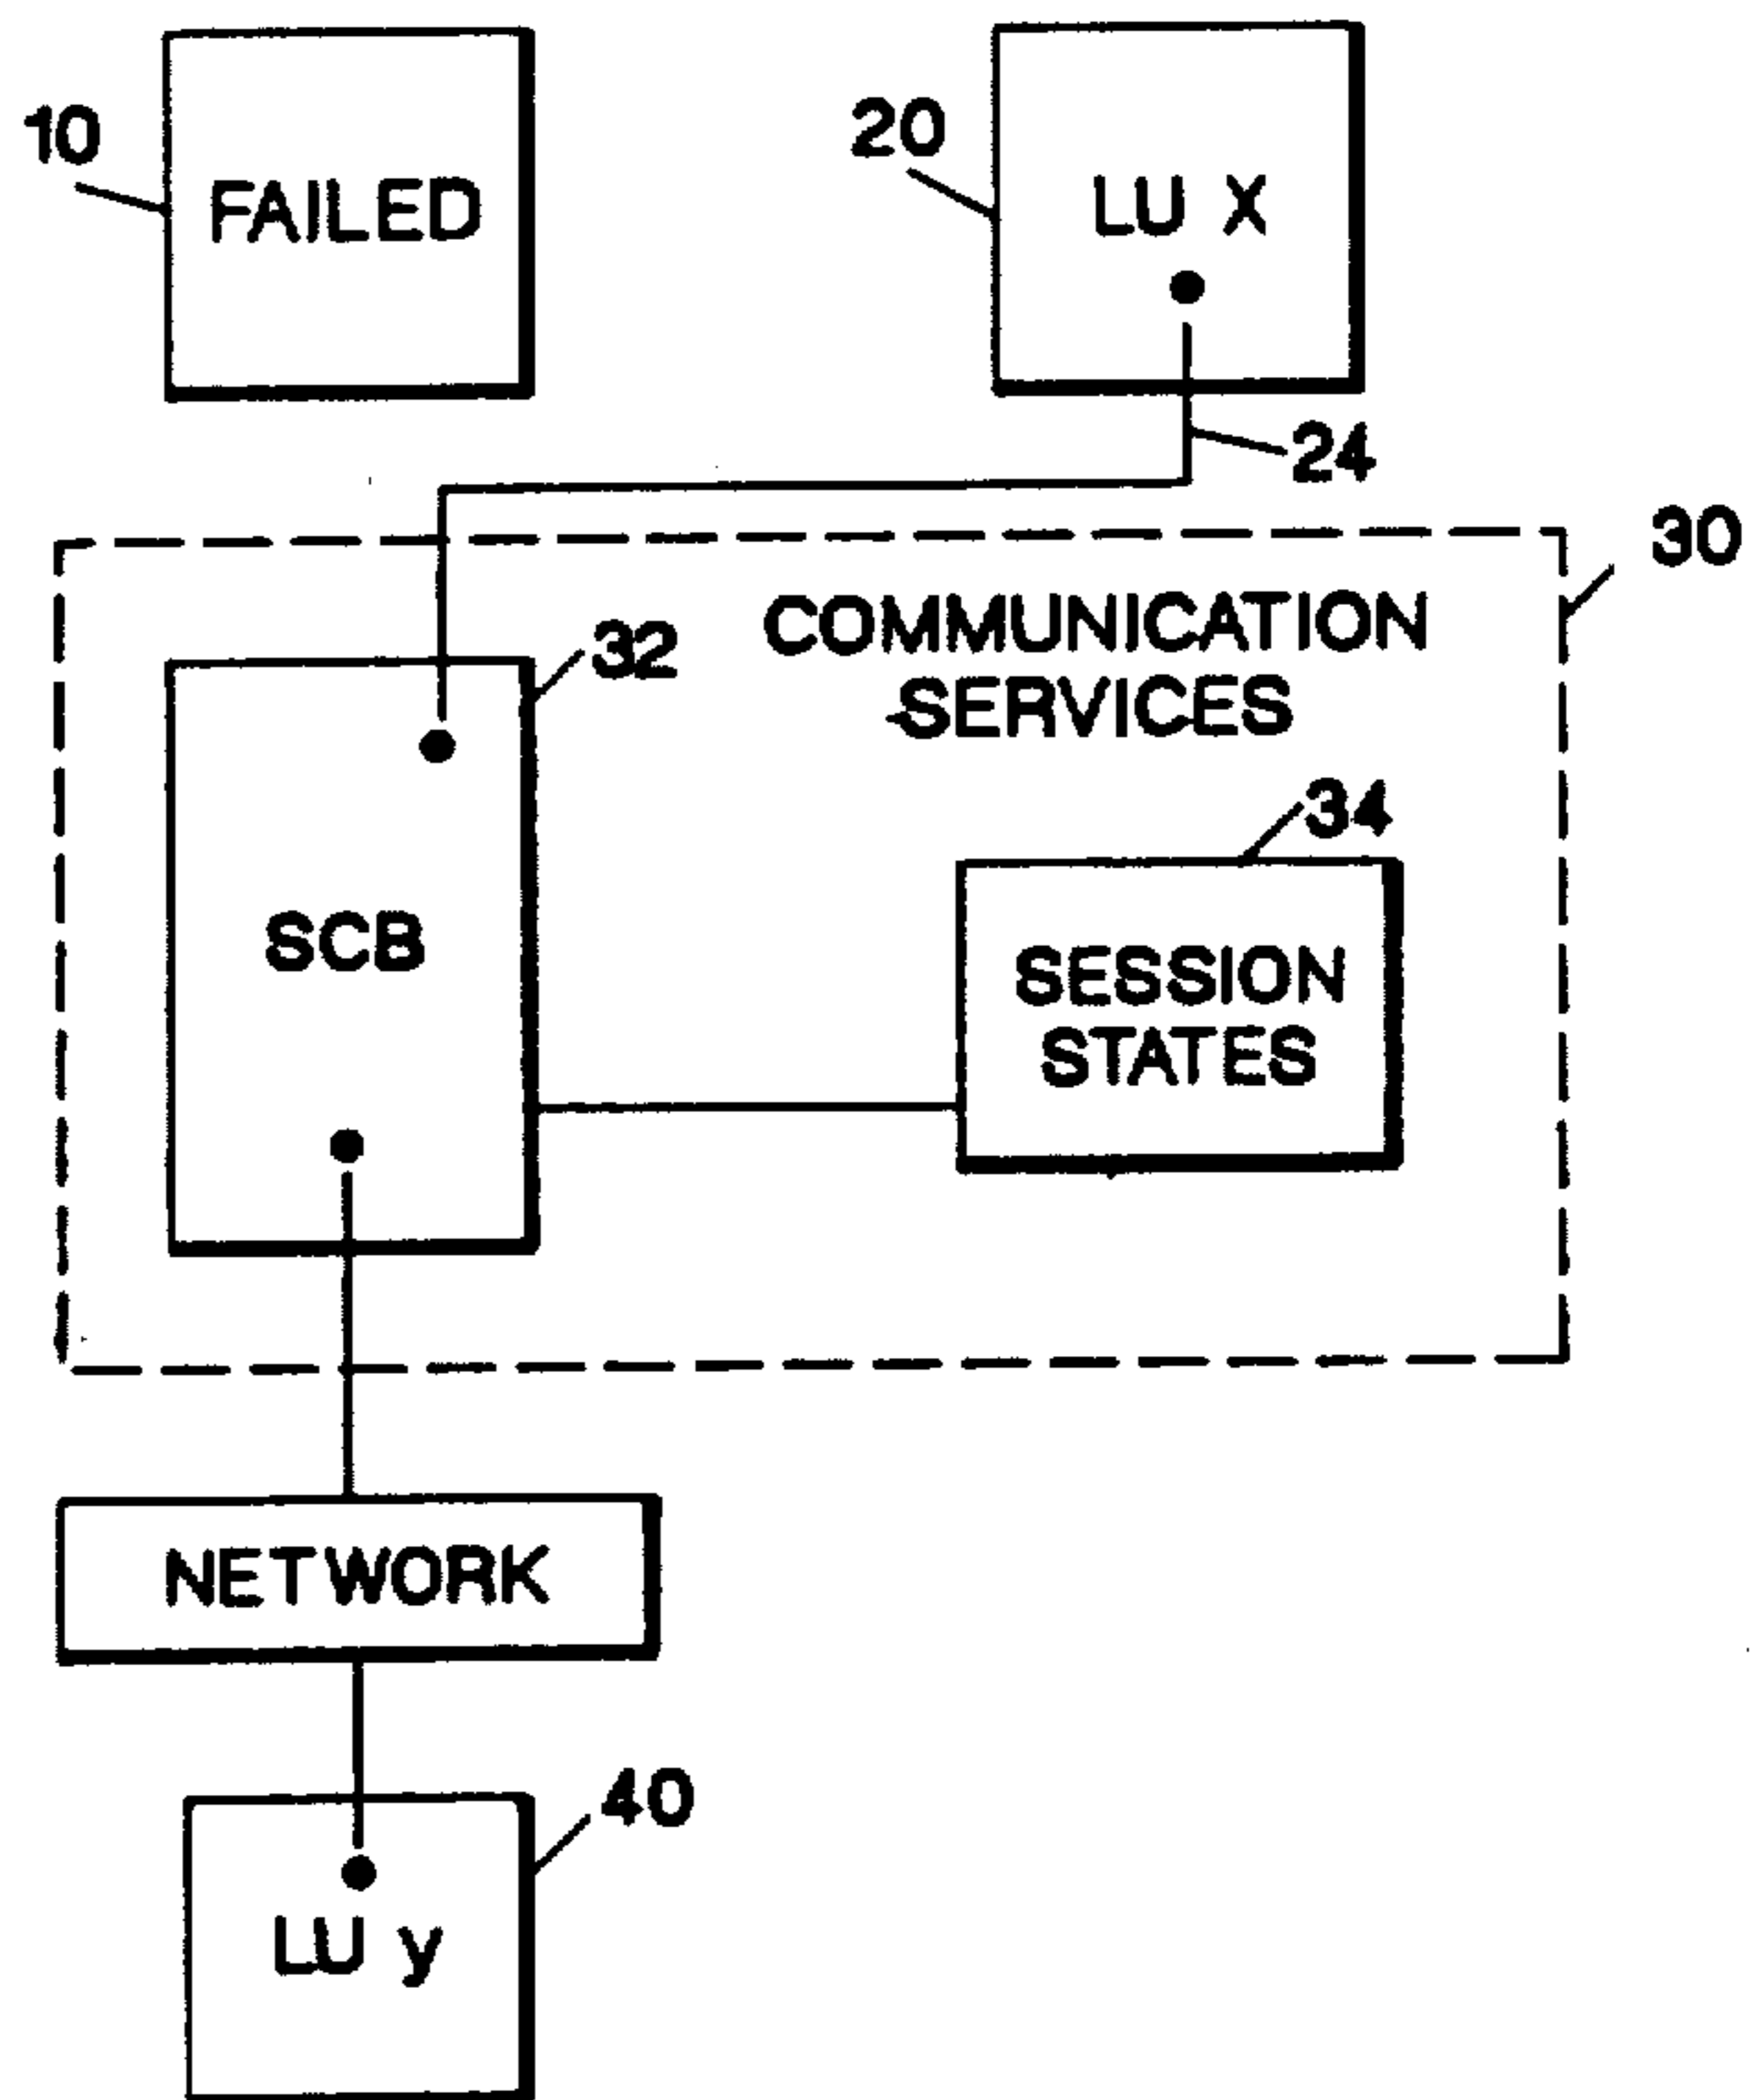 10
FAILED
20
LU X
24
30
COMMUNICATION
SERVICES
32
34
SCB
SESSION
STATES
NETWORK
40
LU y